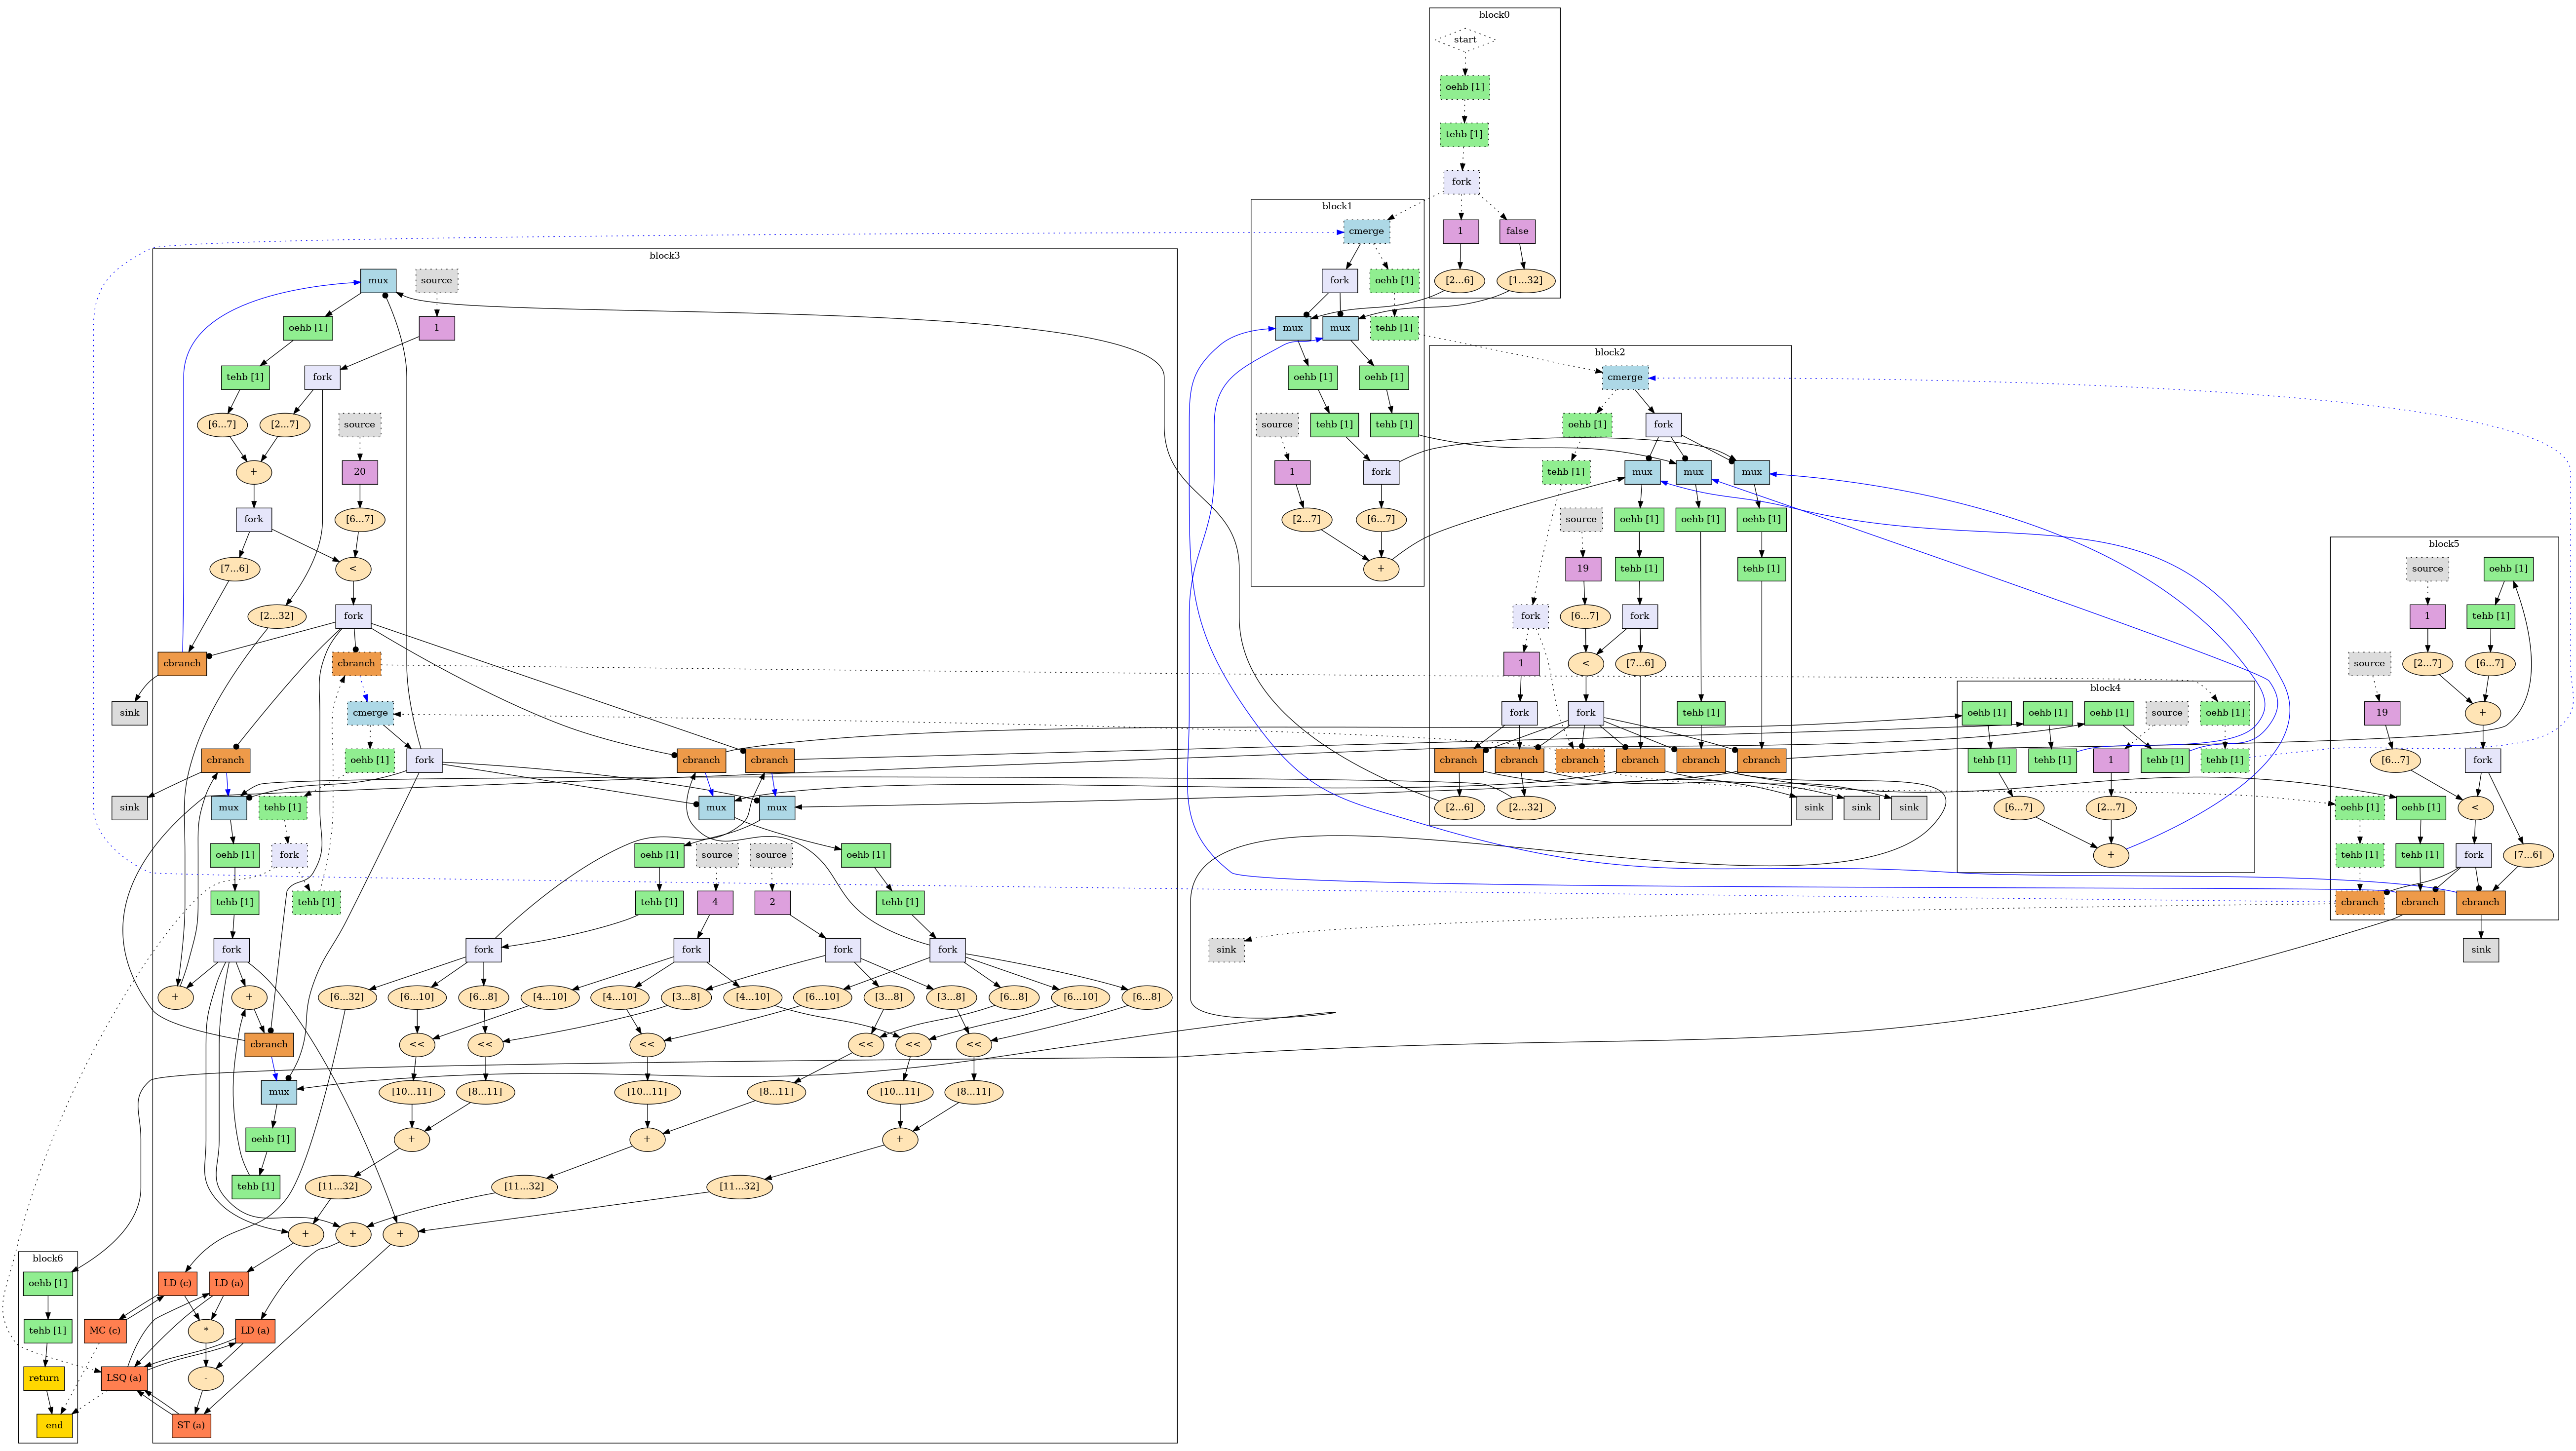 block0
start
oehb [1]
tehb [1]
fork
1
false
[2...6]
[1...32]
block1
cmerge
fork
oehb [1]
mux
mux
tehb [1]
oehb [1]
oehb [1]
source
tehb [1]
tehb [1]
1
fork
[2...7]
[6...7]
+
block2
cmerge
oehb [1]
fork
tehb [1]
mux
mux
mux
source
oehb [1]
oehb [1]
oehb [1]
19
tehb [1]
tehb [1]
fork
[6...7]
fork
1
<
[7...6]
fork
fork
tehb [1]
cbranch
cbranch
cbranch
cbranch
cbranch
cbranch
[2...6]
[2...32]
sink
sink
sink
block3
mux
source
oehb [1]
1
tehb [1]
fork
[6...7]
[2...7]
source
+
20
fork
[6...7]
[7...6]
<
[2...32]
fork
cbranch
cbranch
sink
cmerge
cbranch
oehb [1]
fork
cbranch
cbranch
sink
mux
tehb [1]
mux
mux
oehb [1]
fork
oehb [1]
source
source
oehb [1]
tehb [1]
tehb [1]
tehb [1]
4
2
tehb [1]
fork
fork
fork
fork
fork
+
+
[6...32]
[6...10]
[6...8]
[4...10]
[4...10]
[3...8]
[4...10]
[6...10]
[3...8]
[3...8]
[6...8]
[6...10]
[6...8]
cbranch
<<
<<
<<
<<
<<
<<
mux
[10...11]
[8...11]
[10...11]
[8...11]
[10...11]
[8...11]
oehb [1]
+
+
+
tehb [1]
[11...32]
[11...32]
[11...32]
+
+
+
LD (c)
LD (a)
MC (c)
*
LD (a)
LSQ (a)
-
ST (a)
block4
oehb [1]
oehb [1]
oehb [1]
source
oehb [1]
tehb [1]
tehb [1]
1
tehb [1]
tehb [1]
[6...7]
[2...7]
+
block5
source
oehb [1]
1
tehb [1]
source
[2...7]
[6...7]
19
+
[6...7]
fork
oehb [1]
oehb [1]
<
tehb [1]
tehb [1]
fork
[7...6]
cbranch
cbranch
cbranch
sink
sink
block6
oehb [1]
tehb [1]
return
end